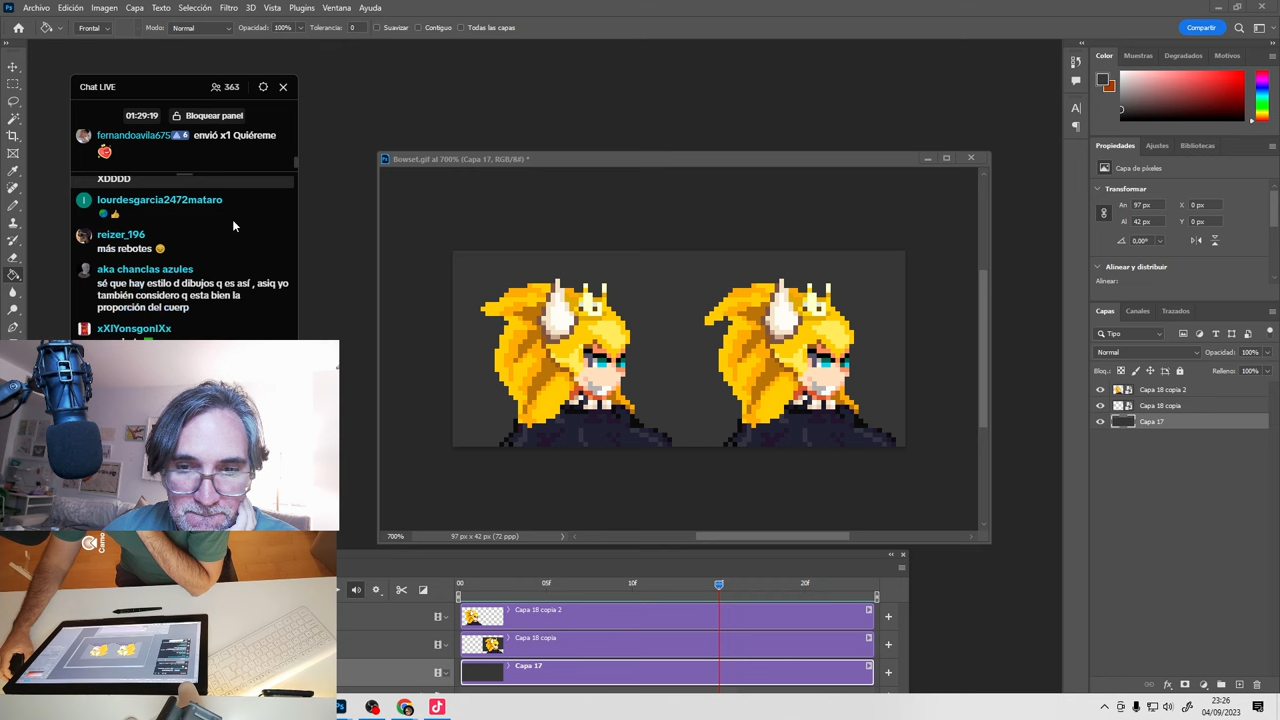 Ps Archivo Edición Imagen Capa Texto Selección Filtro 3D Vista Plugins Ventana Ayuda
Frontal Modo: Normal Opacidad: 100% Tolerancia: 0 Suavizar Contiguo Todas las capas Compartir
Chat LIVE 363
01:29:19 Bloquear panel
fernandoavila675 6 envió x1 Quiéreme
XDDDD
lourdesgarcia2472mataro
reizer_196
más rebotes
aka chanclas azules
sé que hay estilo d dibujos q es así , asiq yo
también considero q esta bien la
proporción del cuerp
xXIYonsgonIXx
Bowset.gif al 700% (Capa 17, RGB/8#) *
700% 97 px x 42 px (72 ppp)
00 05f 10f 20f
Capa 18 copia 2
Capa 18 copia
Capa 17
Color Muestras Degradados Motivos
Propiedades Ajustes Bibliotecas
Capa de píxeles
Transformar
An 97 px X 0 px
Al 42 px Y 0 px
0,00°
Alinear y distribuir
Alinear:
Capas Canales Trazados
Tipo
Normal Opacidad: 100%
Bloq.: Relleno: 100%
Capa 18 copia 2
Capa 18 copia
Capa 17
Camo
23:26
04/09/2023